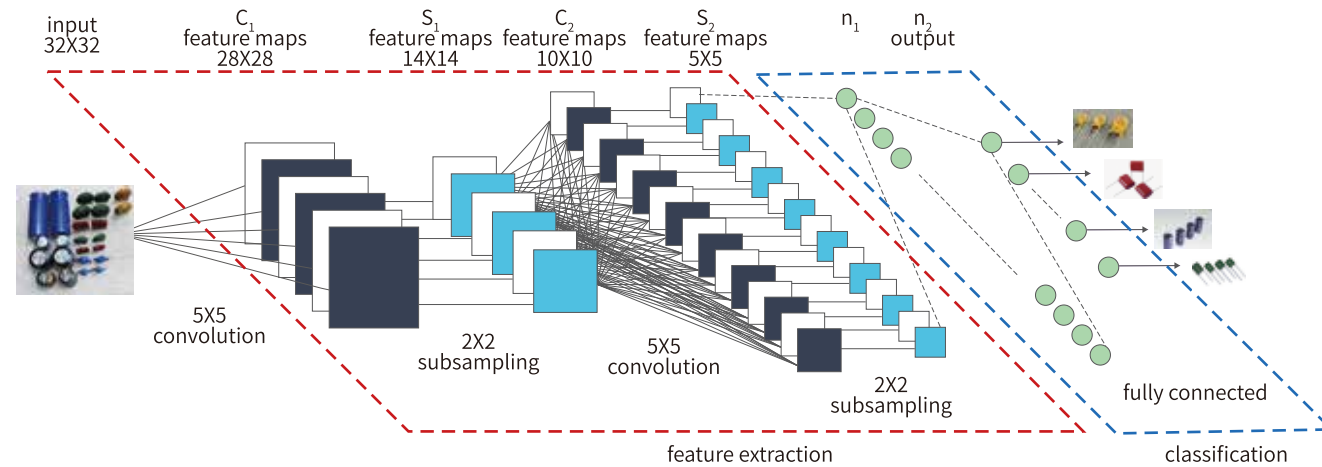 input
32X32
C1
feature maps
28X28
S1
feature maps
14X14
C2
feature maps
10X10
S2
feature maps
5X5
n1
n2
output
5X5
convolution
2X2
subsampling
5X5
convolution
2X2
subsampling
fully connected
feature extraction
classification